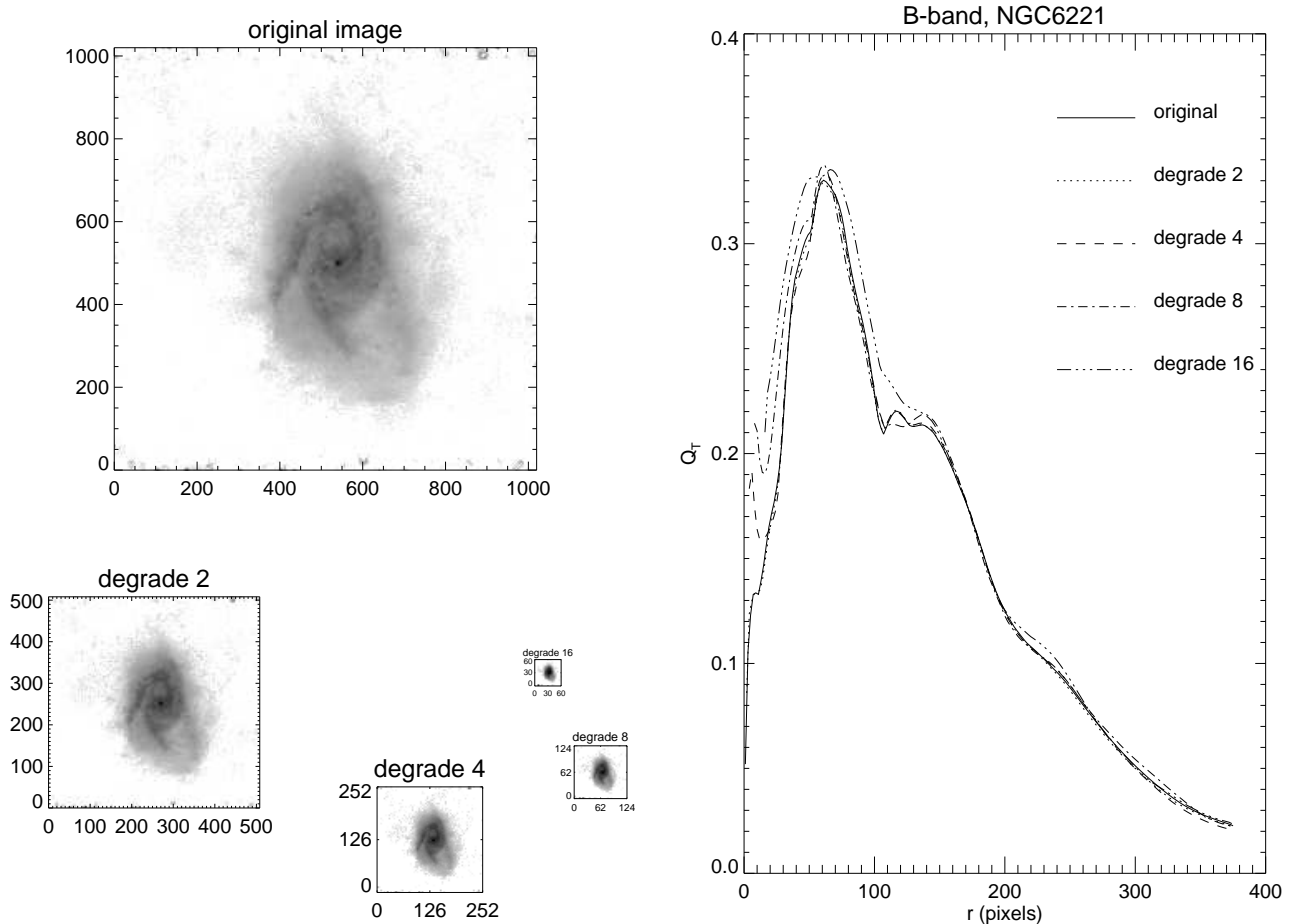 original image
1000
800
600
400
200
0
0 200 400 600 800 1000
degrade 2
500
400
300
200
100
0
0 100 200 300 400 500
degrade 4
252
126
0
0 126 252
degrade 16
60
30
0
0 30 60
degrade 8
124
62
0
0 62 124
B-band, NGC6221
0.4
0.3
0.2
0.1
0.0
QT
0 100 200 300 400
r (pixels)
original
degrade 2
degrade 4
degrade 8
degrade 16